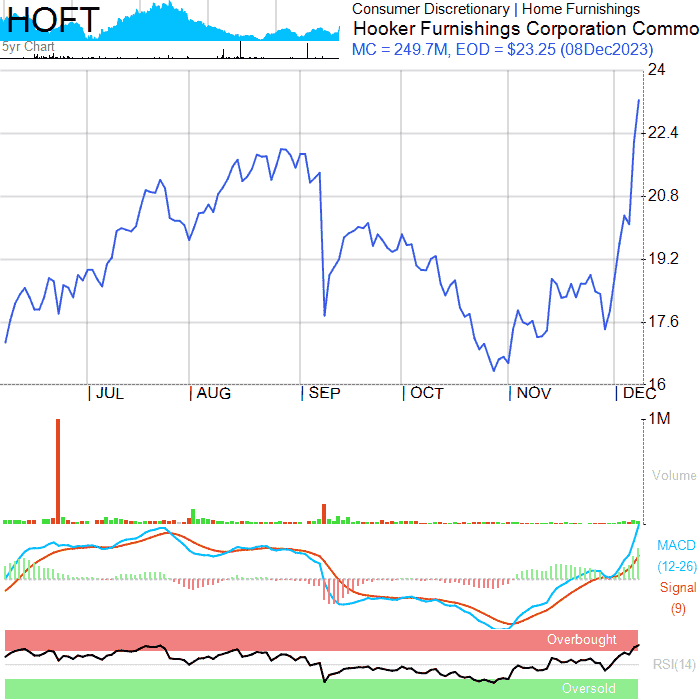 HOFT
5yr Chart
Consumer Discretionary | Home Furnishings
Hooker Furnishings Corporation Commo
MC = 249.7M, EOD = $23.25 (08Dec2023)
24
22.4
20.8
19.2
17.6
16
JUL
AUG
SEP
OCT
NOV
DEC
1M
Volume
MACD
(12-26)
Signal
(9)
Overbought
RSI(14)
Oversold